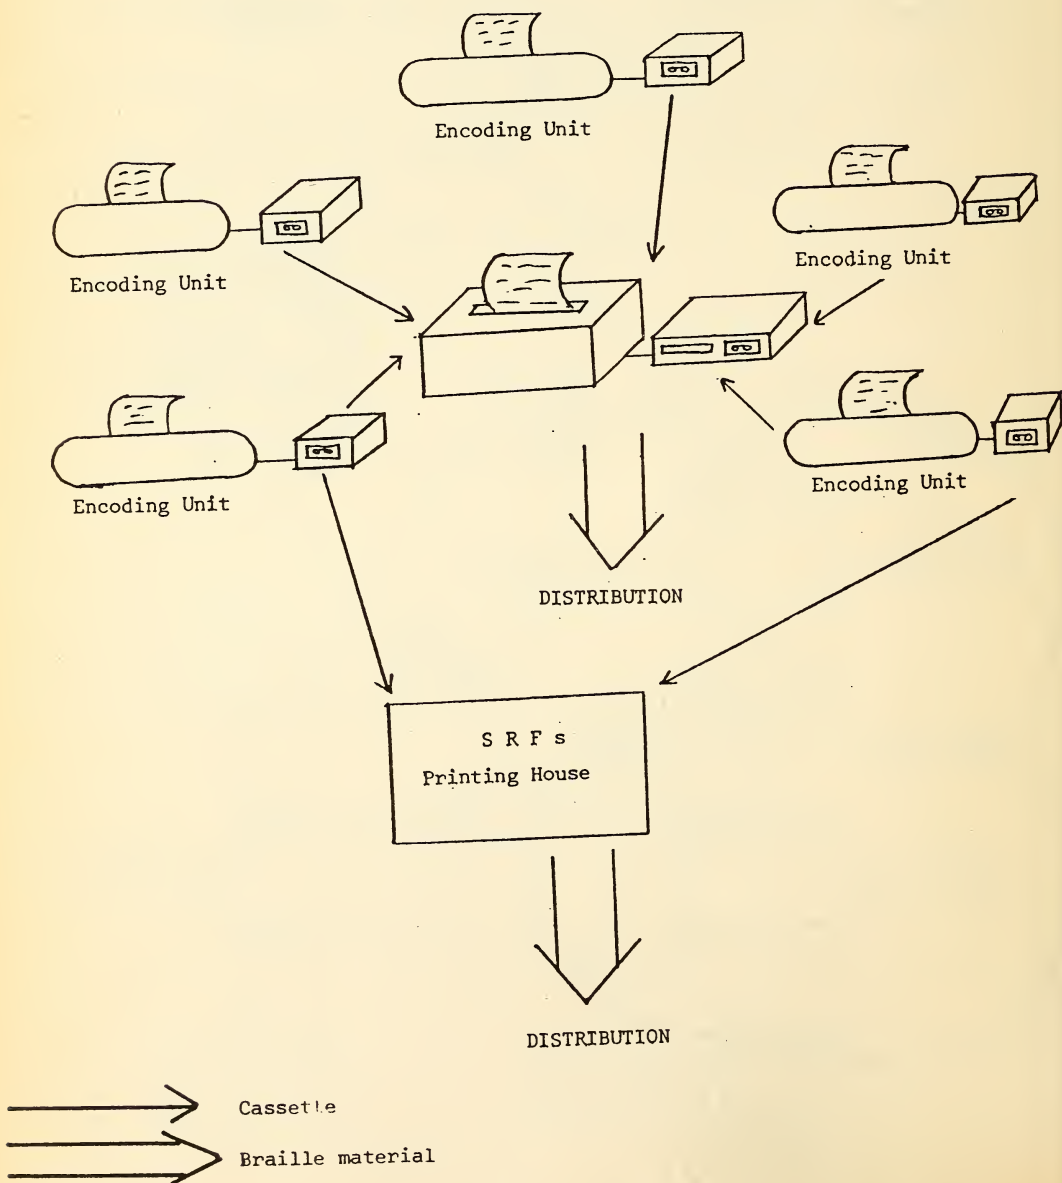 Encoding Unit
Encoding Unit
Encoding Unit
Encoding Unit
Encoding Unit
DISTRIBUTION
S R F s
Printing House
DISTRIBUTION
Cassette
Braille material